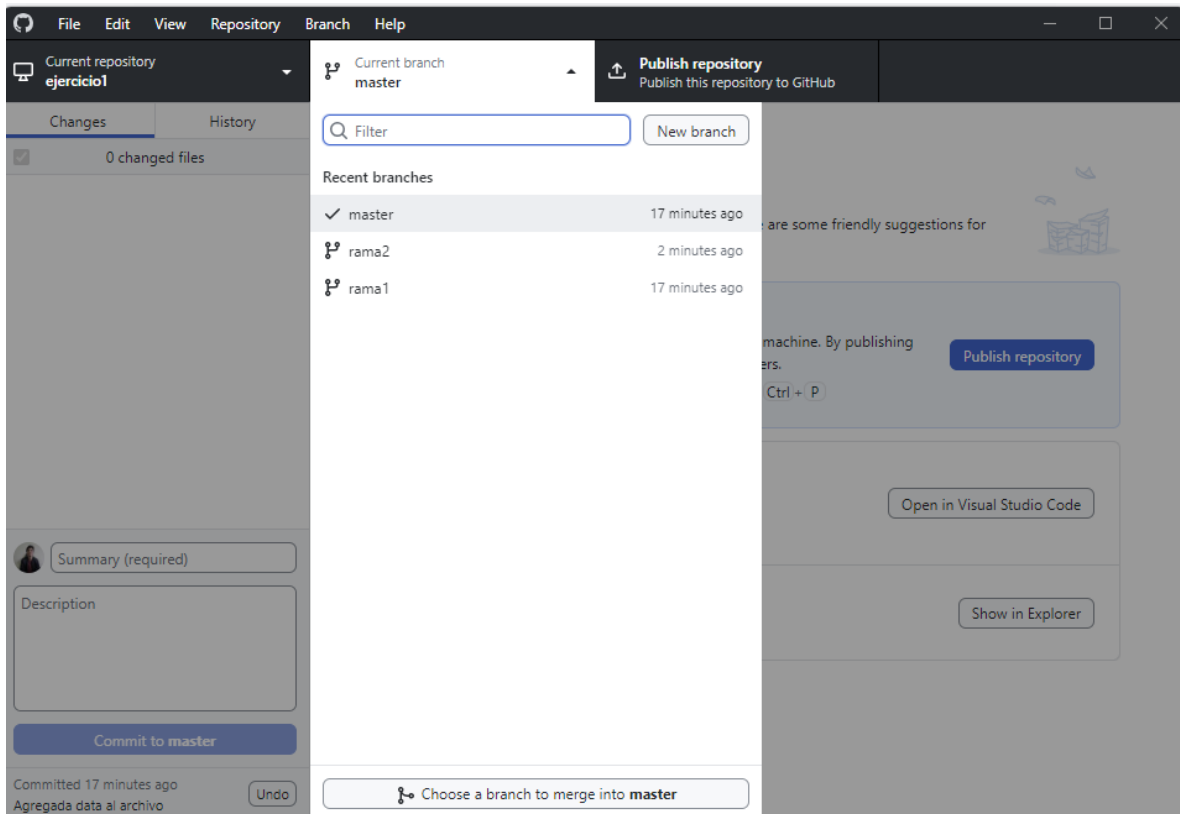 File Edit View Repository Branch Help
Current repository
ejercicio1
Current branch
master
Publish repository
Publish this repository to GitHub
Changes History
0 changed files
Filter
New branch
Recent branches
master 17 minutes ago
rama2 2 minutes ago
rama1 17 minutes ago
are some friendly suggestions for
machine. By publishing
ers.
Ctrl + P
Publish repository
Open in Visual Studio Code
Show in Explorer
Summary (required)
Description
Commit to master
Committed 17 minutes ago
Agregada data al archivo
Undo
Choose a branch to merge into master